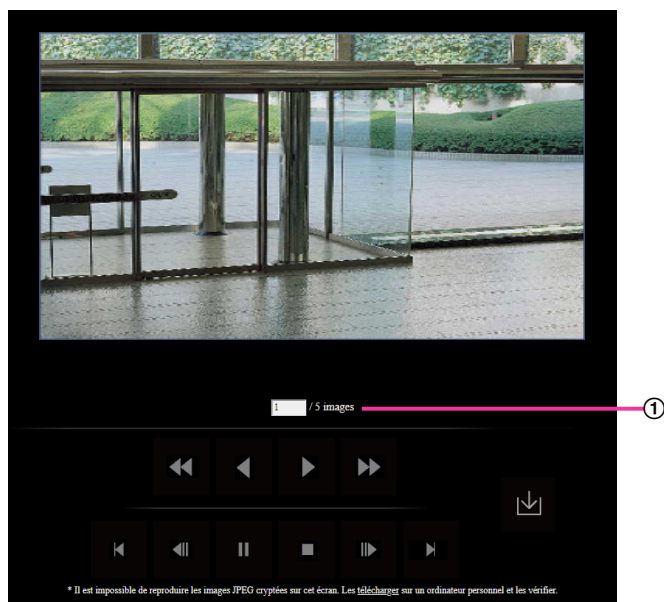 1 / 5 images
①
* Il est impossible de reproduire les images JPEG cryptées sur cet écran. Les télécharger sur un ordinateur personnel et les vérifier.